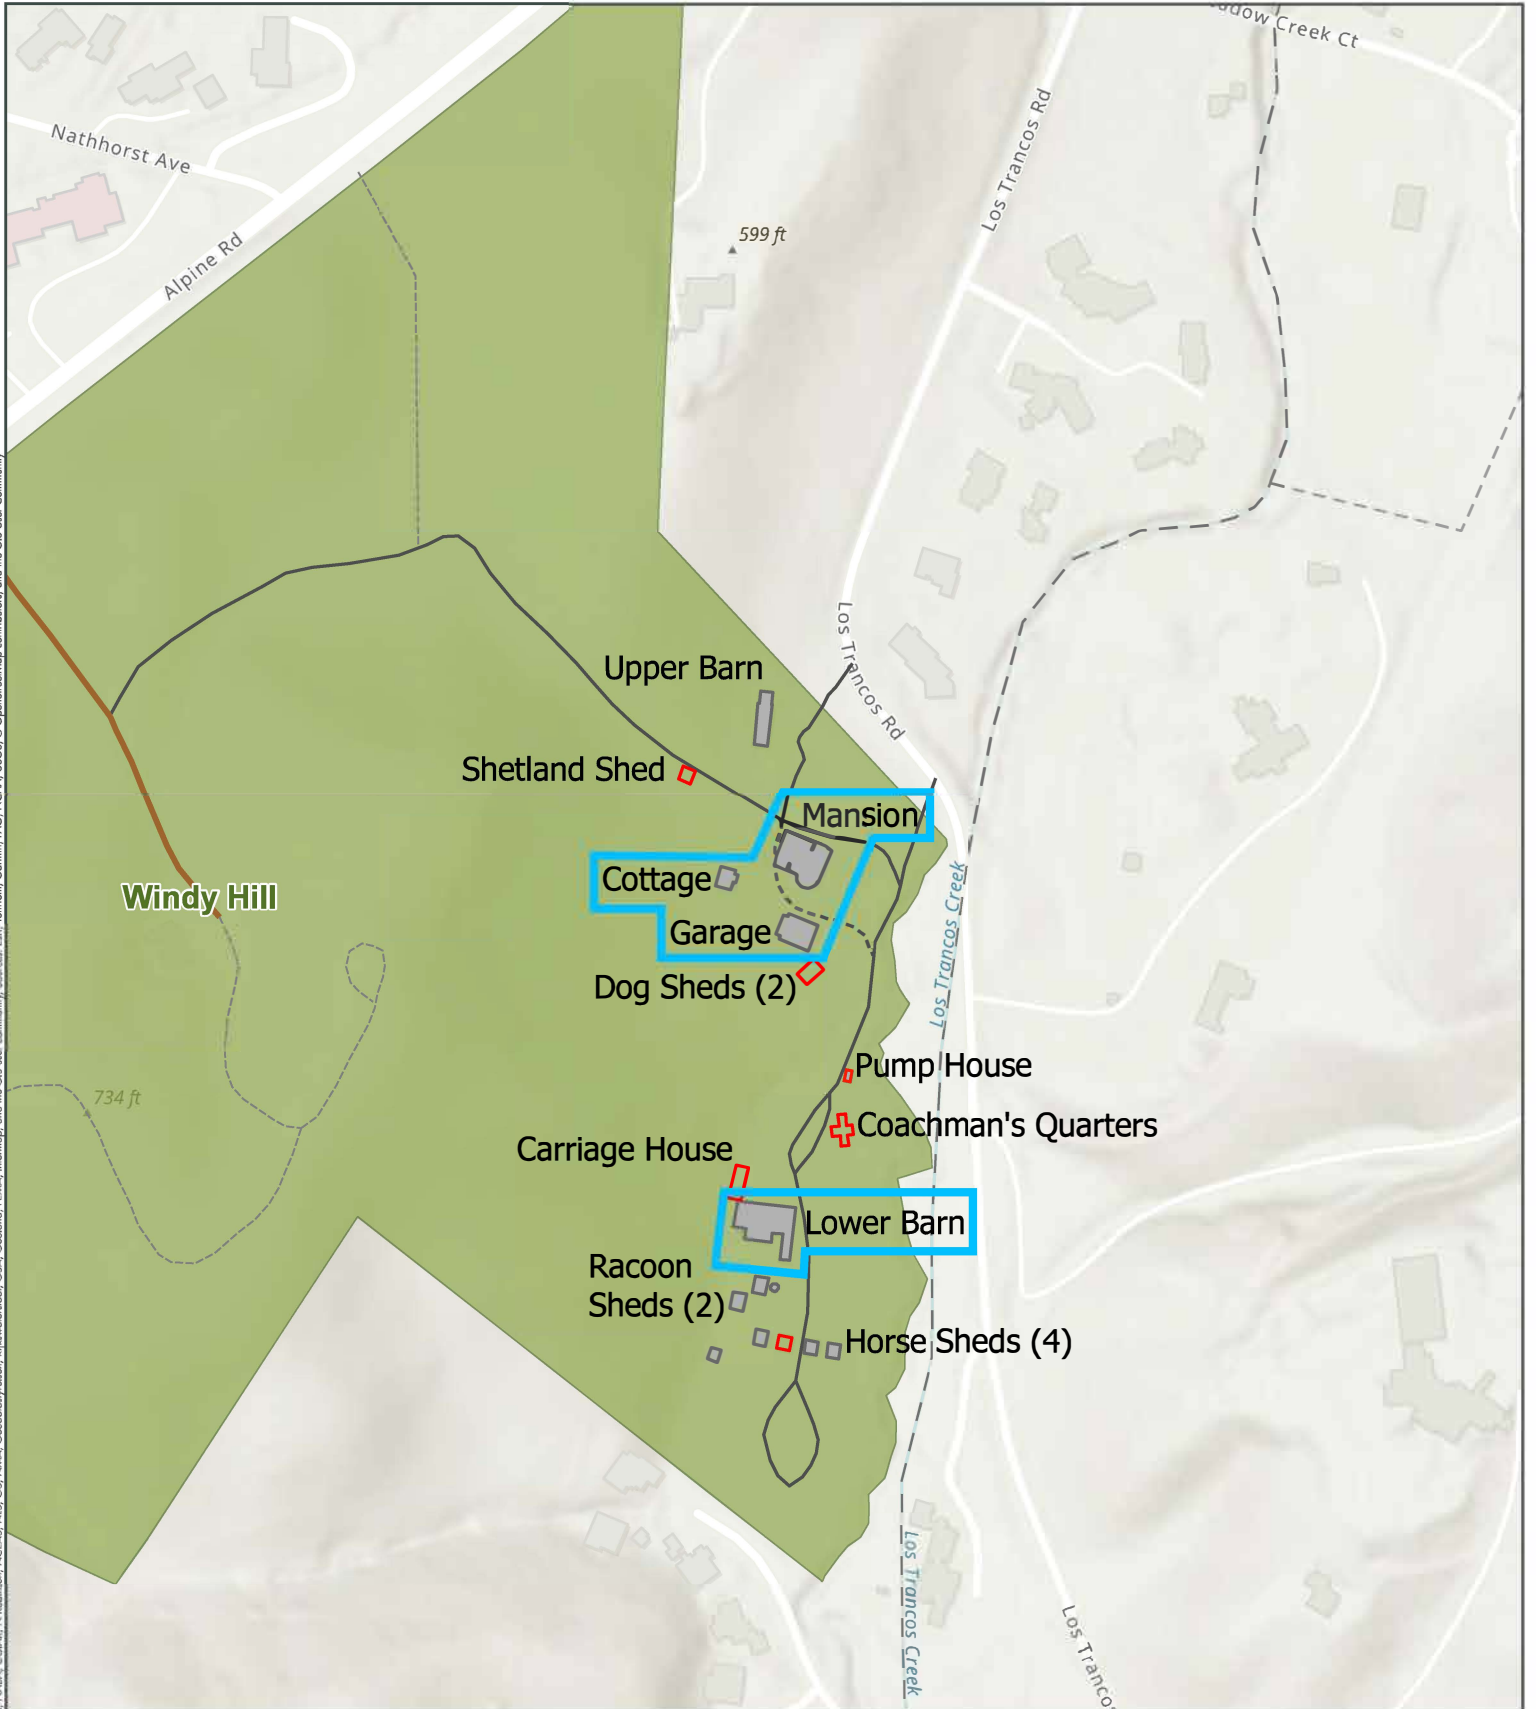 adow Creek Ct
Nathhorst Ave
Los Trancos Rd
Alpine Rd
599 ft
Los Trancos Rd
Upper Barn
Shetland Shed
Mansion
Cottage
Windy Hill
Garage
Los Trancos Creek
Dog Sheds (2)
Pump House
734 ft
Coachman's Quarters
Carriage House
Lower Barn
Racoon
Sheds (2)
Horse Sheds (4)
Los Trancos Creek
Los Tranco